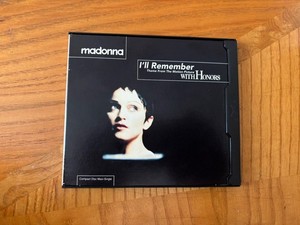 madonna
I'll Remember
Theme From The Motion Picture
WITH HONORS
Compact Disc Maxi-Single